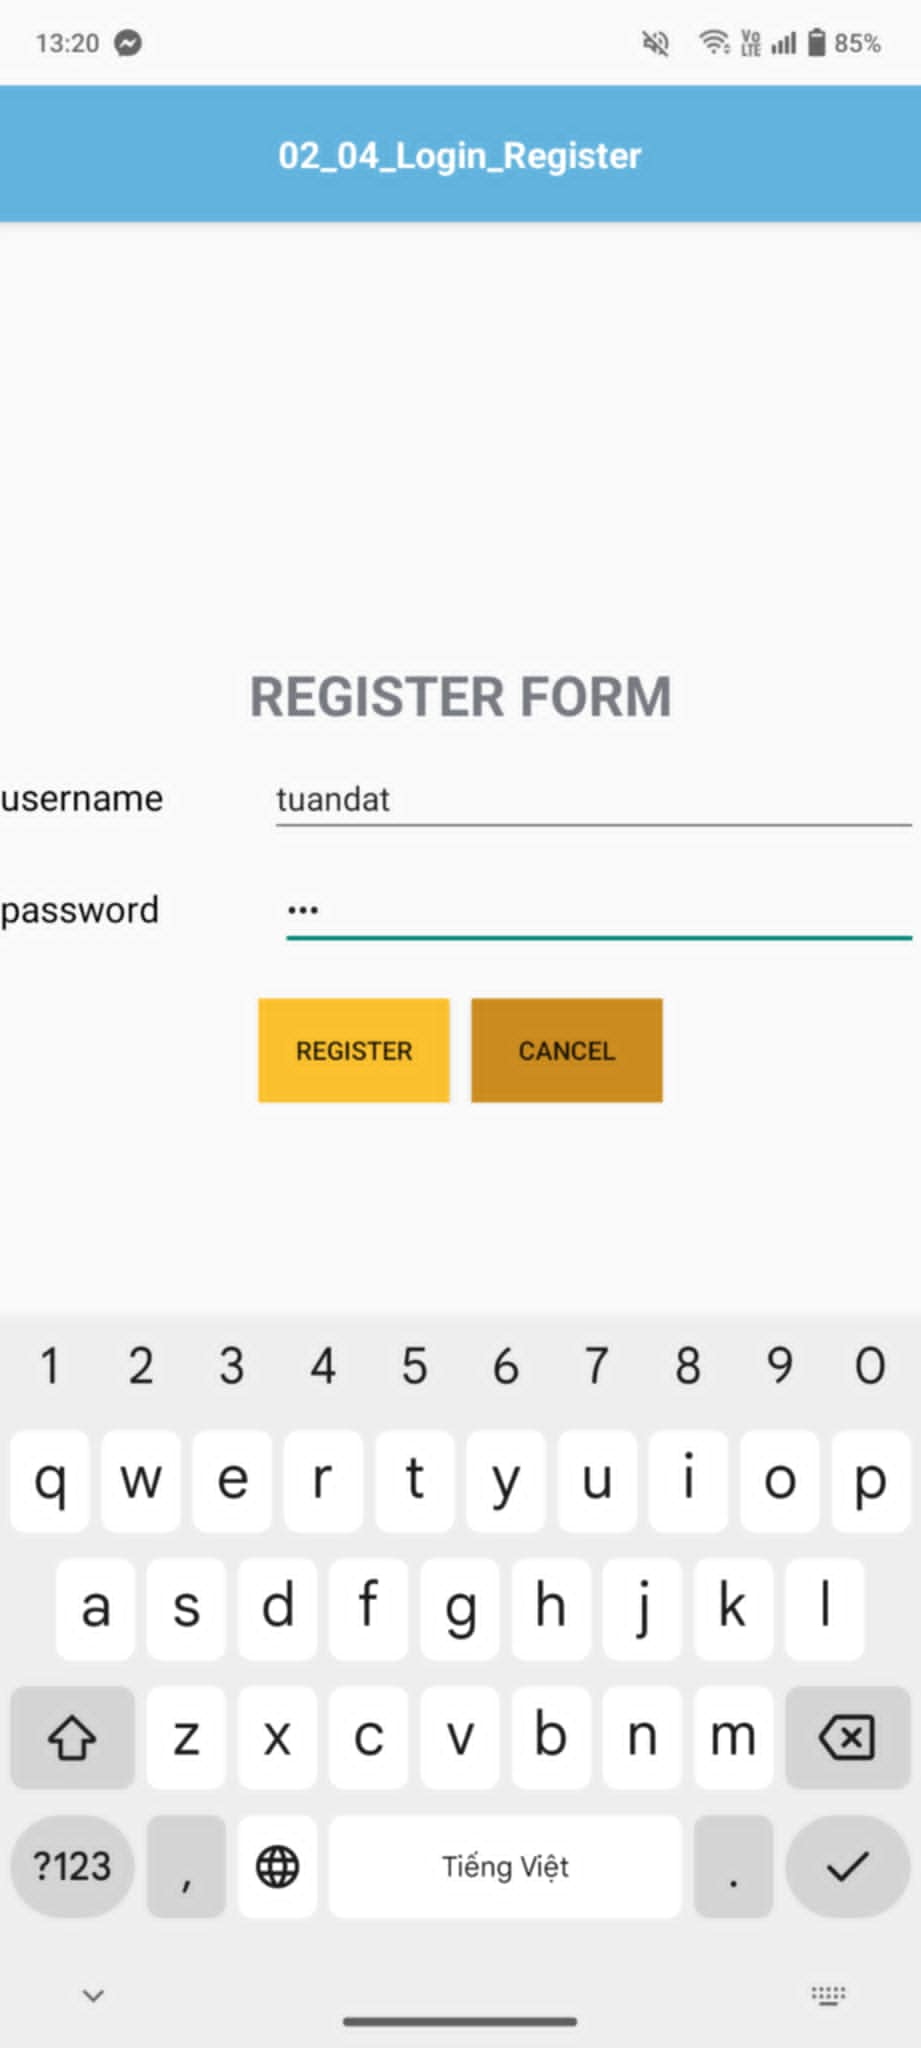 13:20 Vo LTE 85%
02_04_Login_Register
REGISTER FORM
username tuandat
password •••
REGISTER CANCEL
1 2 3 4 5 6 7 8 9 0
q w e r t y u i o p
a s d f g h j k l
z x c v b n m
?123 , Tiếng Việt .